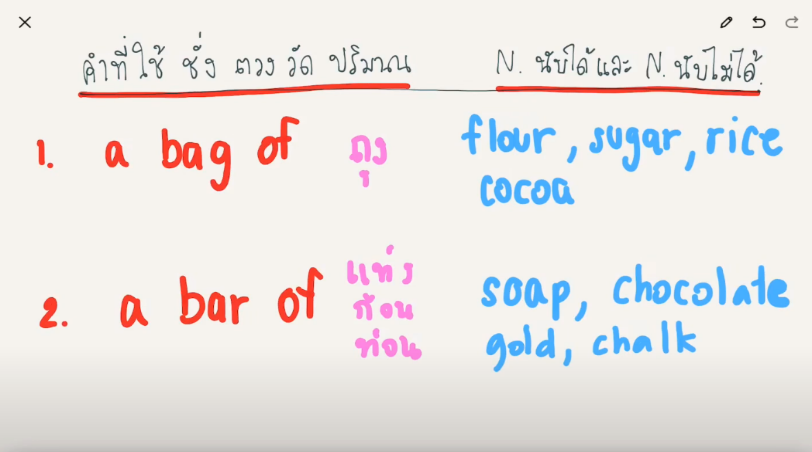 คำที่ใช้ ชั่ง ตวง วัด ปริมาณ N. นับได้ และ N. นับไม่ได้.
1. a bag of ถุง flour, sugar, rice
cocoa
2. a bar of แท่ง soap, chocolate
ก้อน
ท่อน gold, chalk